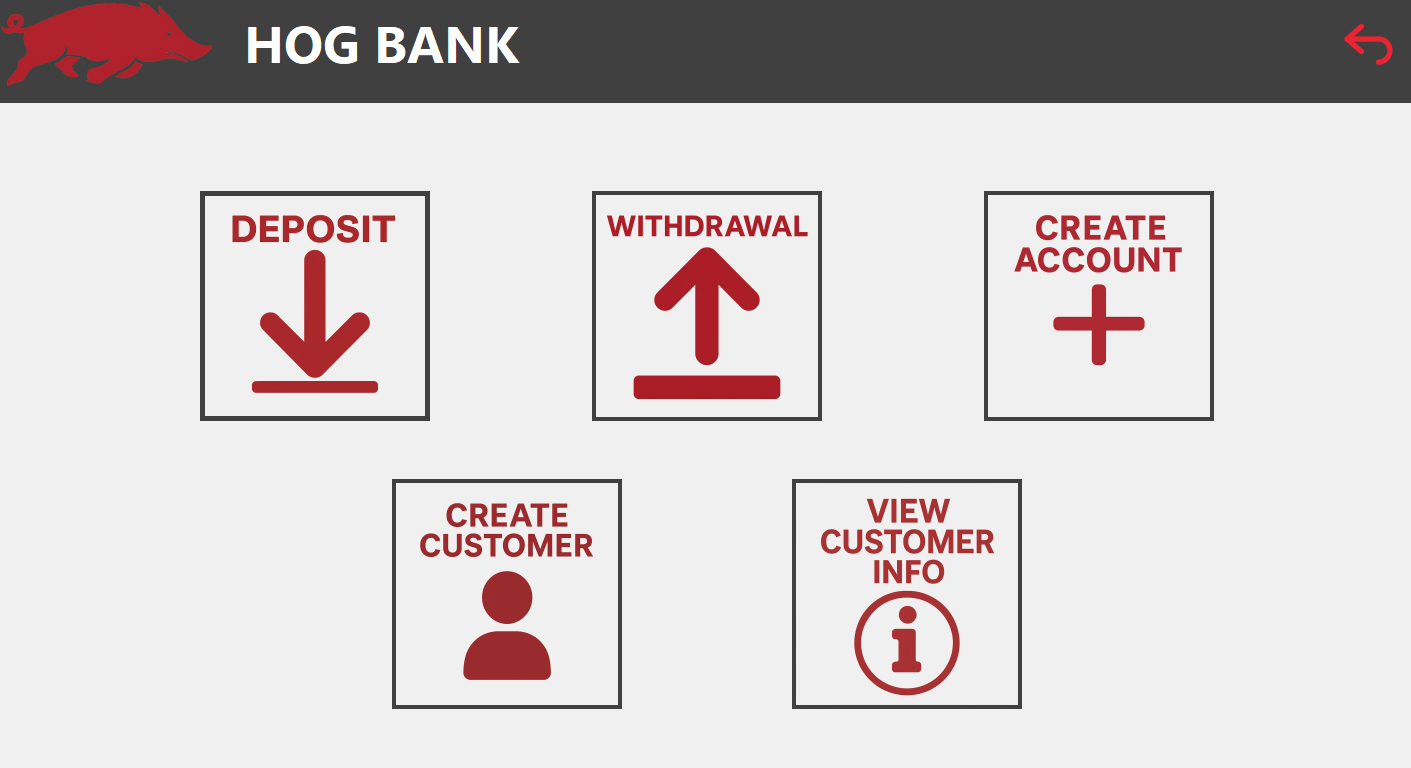 HOG BANK
DEPOSIT
WITHDRAWAL
CREATE
ACCOUNT
CREATE
CUSTOMER
VIEW
CUSTOMER
INFO